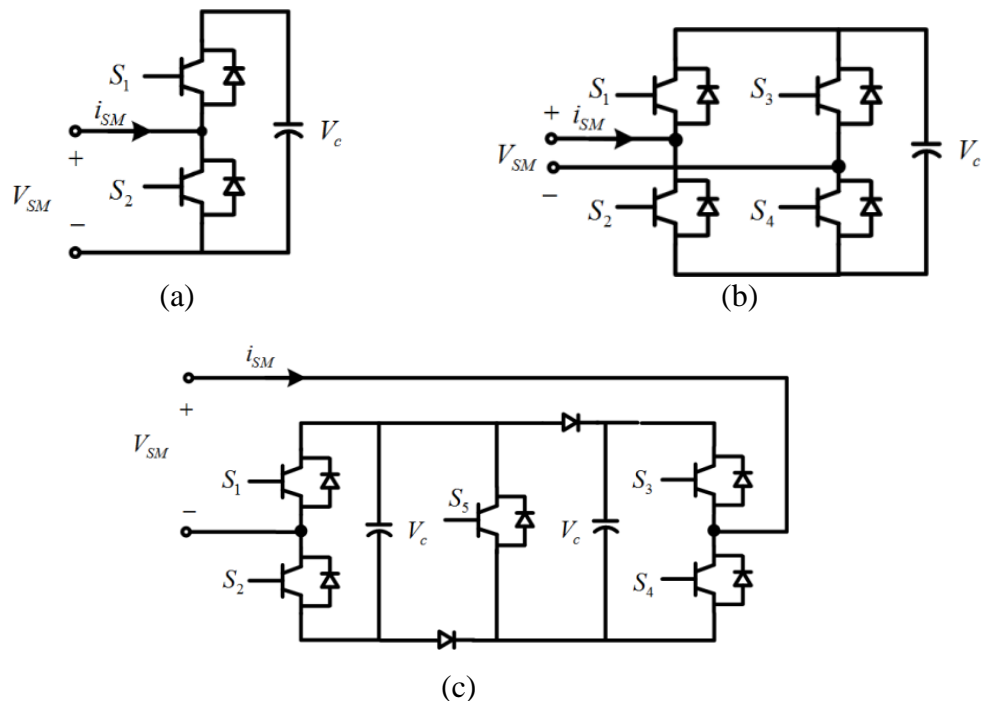 S1
iSM
+
VSM
−
S2
Vc
(a)
S1
S3
+
iSM
VSM
−
S2
S4
Vc
(b)
iSM
+
VSM
−
S1
S2
Vc
S5
Vc
S3
S4
(c)